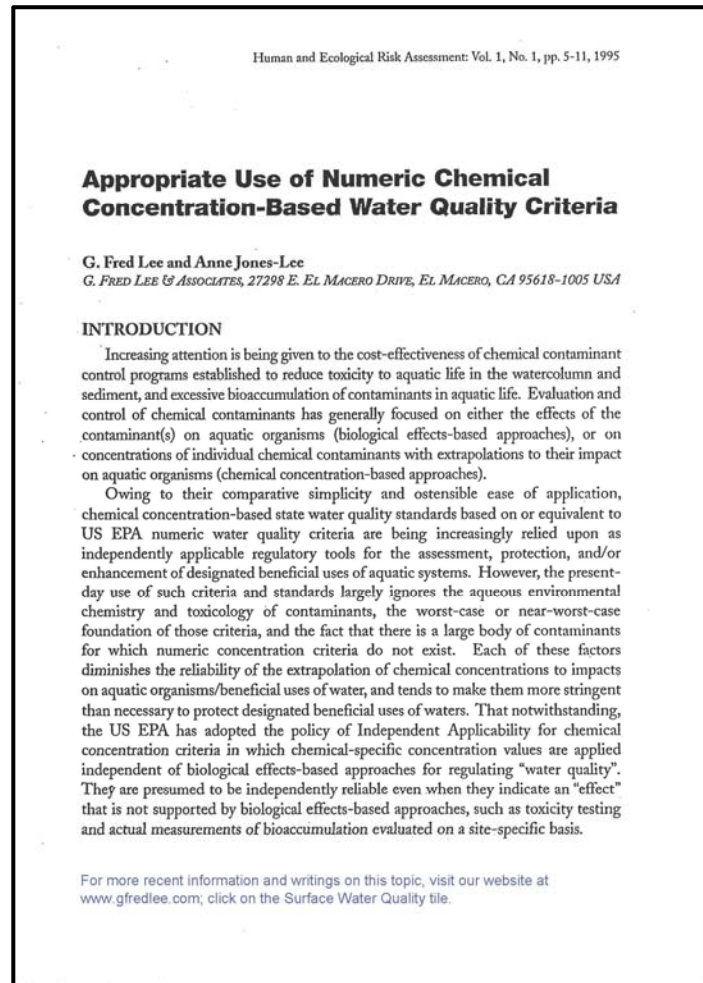 Human and Ecological Risk Assessment: Vol. 1, No. 1, pp. 5-11, 1995
Appropriate Use of Numeric Chemical
Concentration-Based Water Quality Criteria
G. Fred Lee and Anne Jones-Lee
G. FRED LEE & ASSOCIATES, 27298 E. EL MACERO DRIVE, EL MACERO, CA 95618-1005 USA
INTRODUCTION
Increasing attention is being given to the cost-effectiveness of chemical contaminant
control programs established to reduce toxicity to aquatic life in the watercolumn and
sediment, and excessive bioaccumulation of contaminants in aquatic life. Evaluation and
control of chemical contaminants has generally focused on either the effects of the
contaminant(s) on aquatic organisms (biological effects-based approaches), or on
concentrations of individual chemical contaminants with extrapolations to their impact
on aquatic organisms (chemical concentration-based approaches).
Owing to their comparative simplicity and ostensible ease of application,
chemical concentration-based state water quality standards based on or equivalent to
US EPA numeric water quality criteria are being increasingly relied upon as
independently applicable regulatory tools for the assessment, protection, and/or
enhancement of designated beneficial uses of aquatic systems. However, the present-
day use of such criteria and standards largely ignores the aqueous environmental
chemistry and toxicology of contaminants, the worst-case or near-worst-case
foundation of those criteria, and the fact that there is a large body of contaminants
for which numeric concentration criteria do not exist. Each of these factors
diminishes the reliability of the extrapolation of chemical concentrations to impacts
on aquatic organisms/beneficial uses of water, and tends to make them more stringent
than necessary to protect designated beneficial uses of waters. That notwithstanding,
the US EPA has adopted the policy of Independent Applicability for chemical
concentration criteria in which chemical-specific concentration values are applied
independent of biological effects-based approaches for regulating "water quality".
They are presumed to be independently reliable even when they indicate an "effect"
that is not supported by biological effects-based approaches, such as toxicity testing
and actual measurements of bioaccumulation evaluated on a site-specific basis.
For more recent information and writings on this topic, visit our website at
www.gfredlee.com; click on the Surface Water Quality tile.